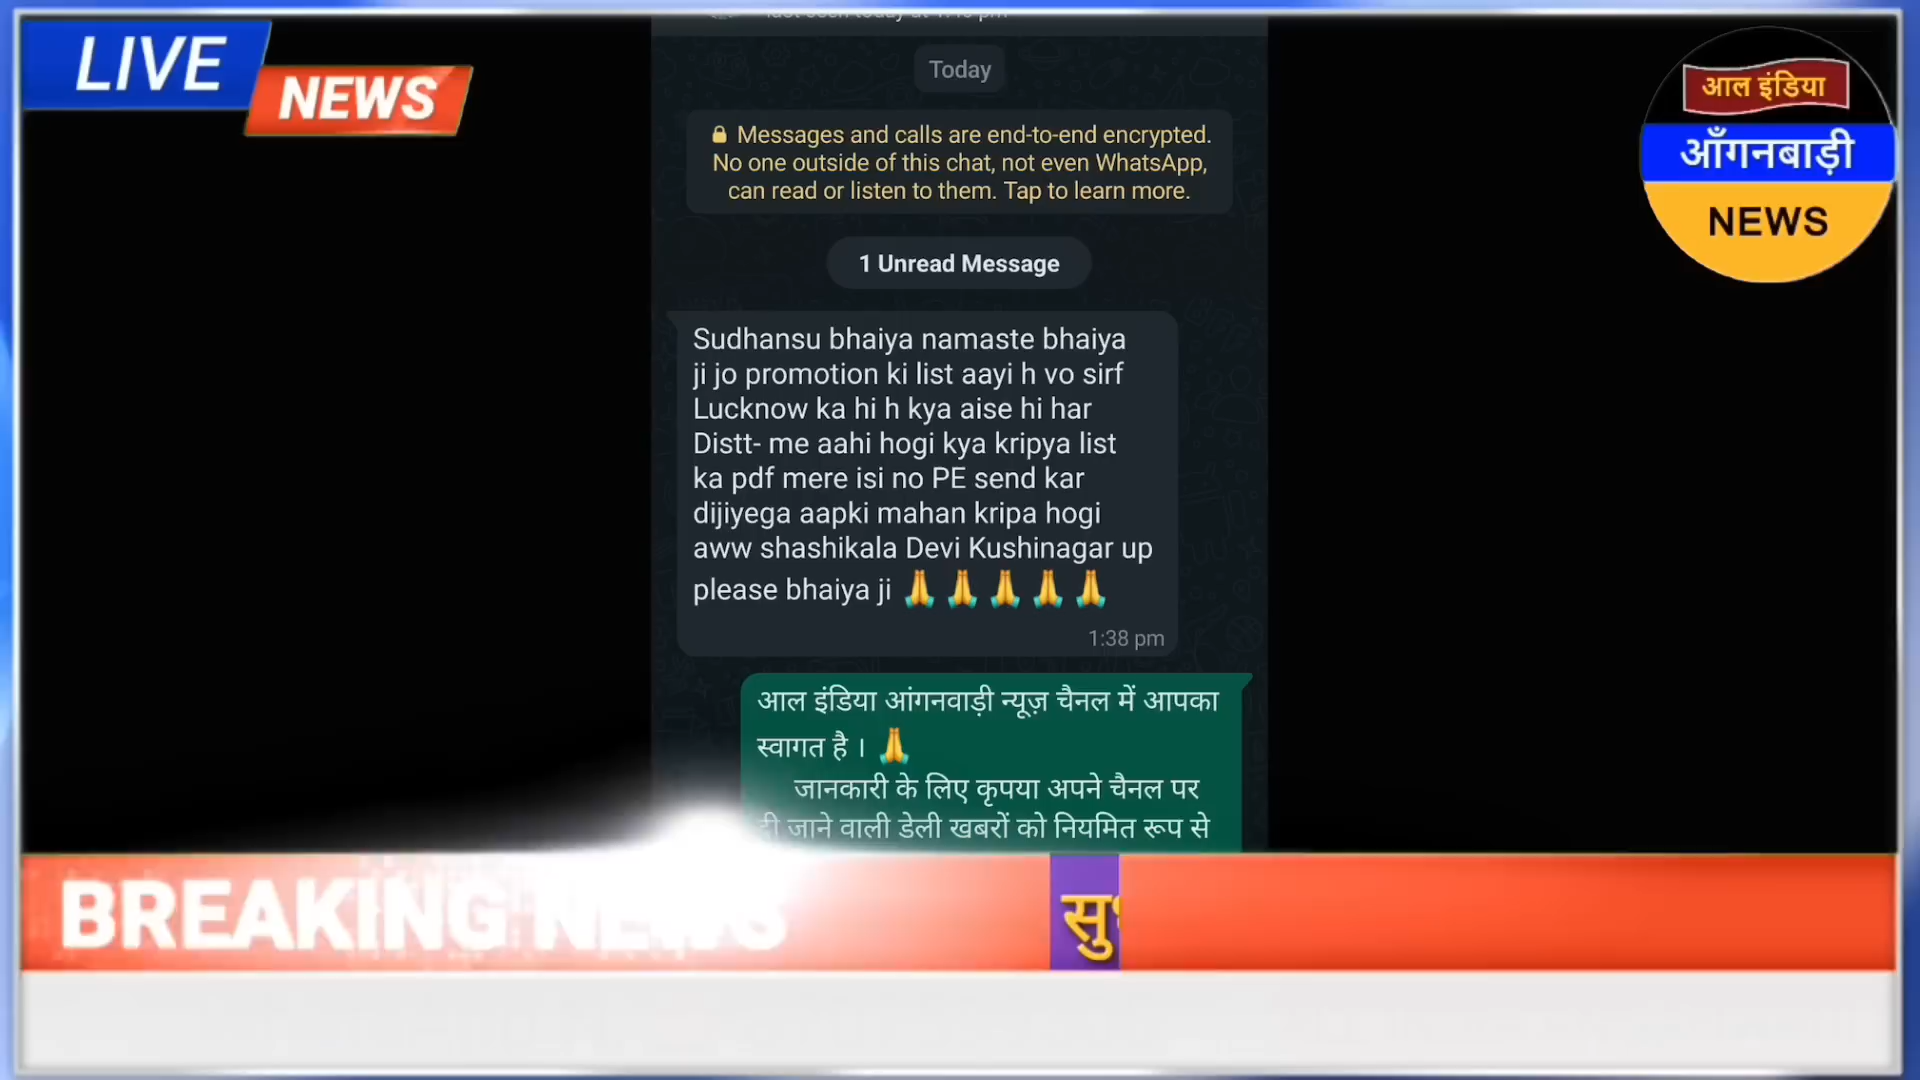 LIVE
NEWS
आल इंडिया
आँगनबाड़ी
NEWS
Today
Messages and calls are end-to-end encrypted.
No one outside of this chat, not even WhatsApp,
can read or listen to them. Tap to learn more.
1 Unread Message
Sudhansu bhaiya namaste bhaiya
ji jo promotion ki list aayi h vo sirf
Lucknow ka hi h kya aise hi har
Distt- me aahi hogi kya kripya list
ka pdf mere isi no PE send kar
dijiyega aapki mahan kripa hogi
aww shashikala Devi Kushinagar up
please bhaiya ji 🙏 🙏 🙏 🙏 🙏
1:38 pm
आल इंडिया आंगनवाड़ी न्यूज़ चैनल में आपका
स्वागत है । 🙏
जानकारी के लिए कृपया अपने चैनल पर
जाने वाली डेली खबरों को नियमित रूप से
BREAKING NEWS